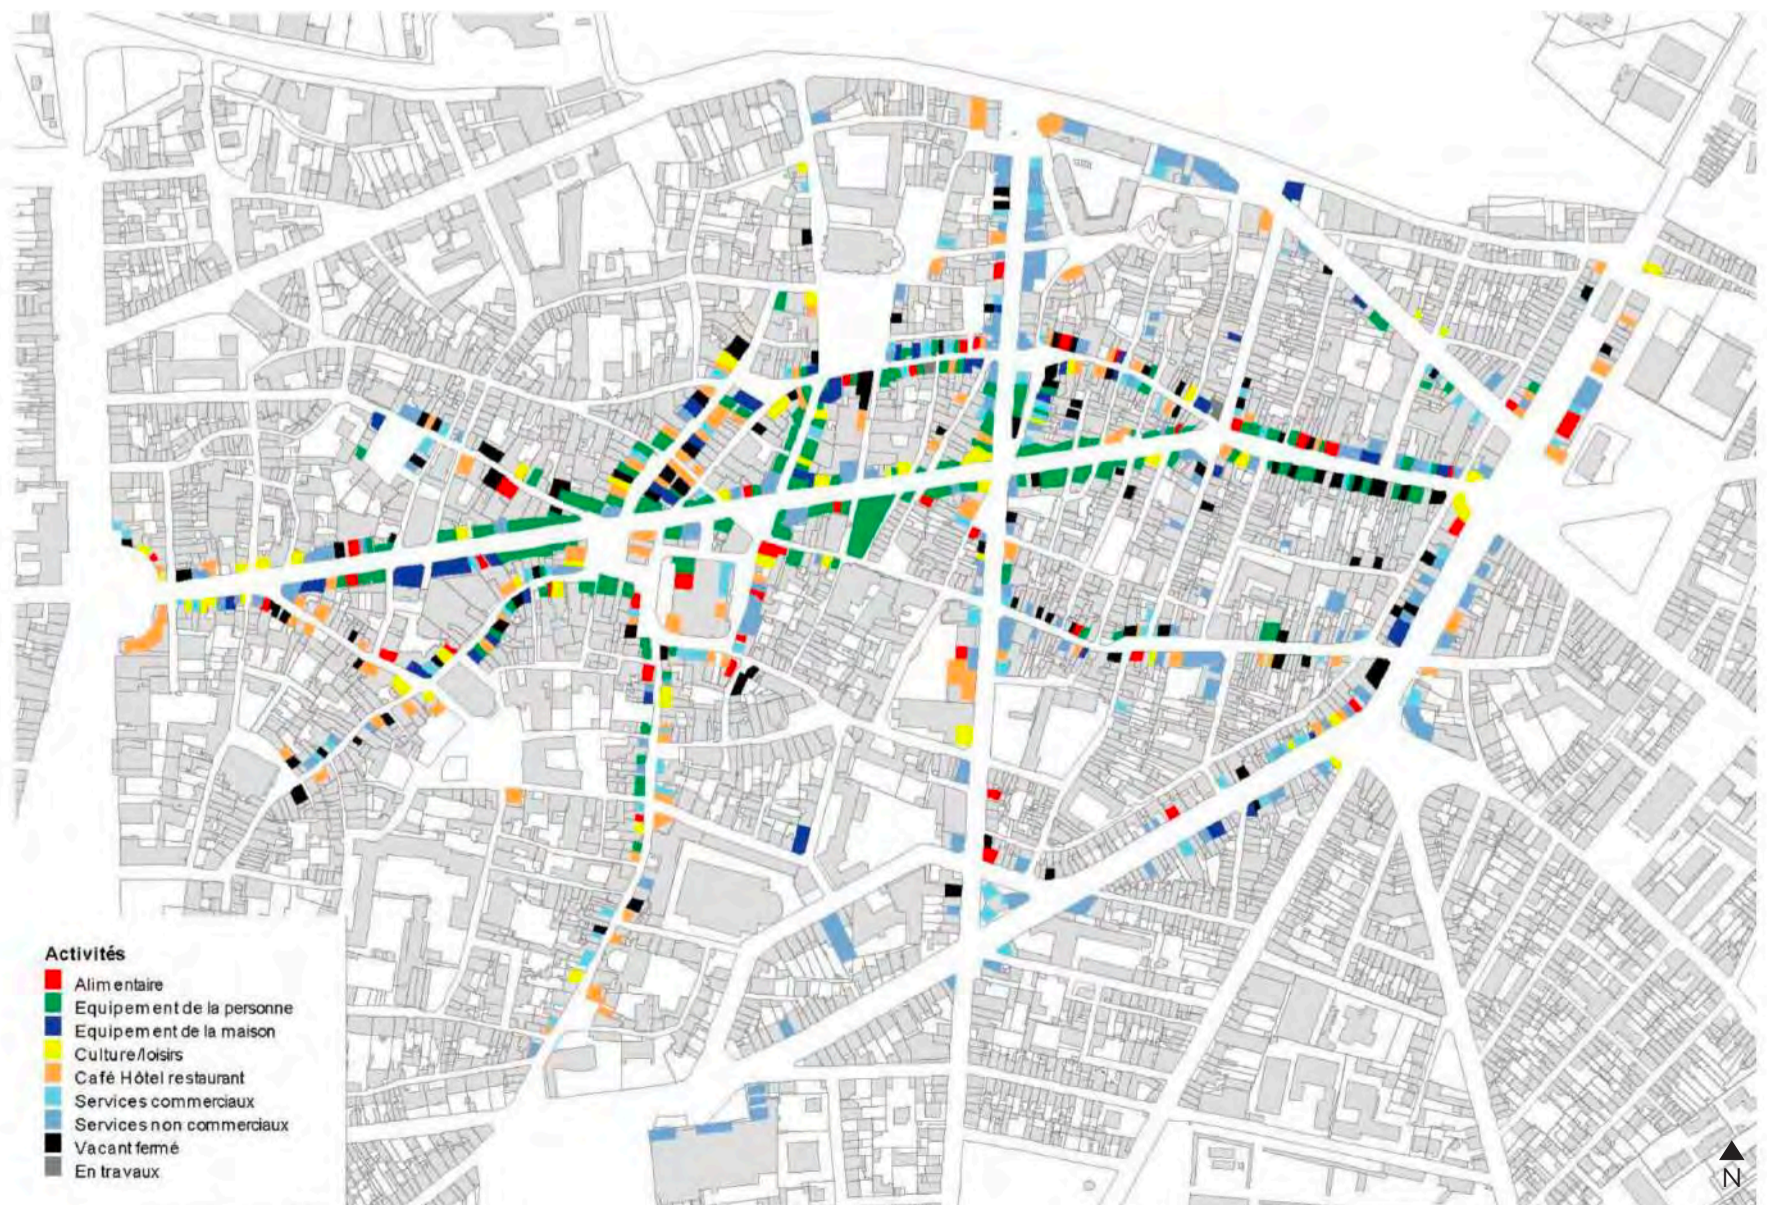 Activités
Alimentaire
Equipement de la personne
Equipement de la maison
Culture/loisirs
Café Hôtel restaurant
Services commerciaux
Services non commerciaux
Vacant fermé
En travaux
N